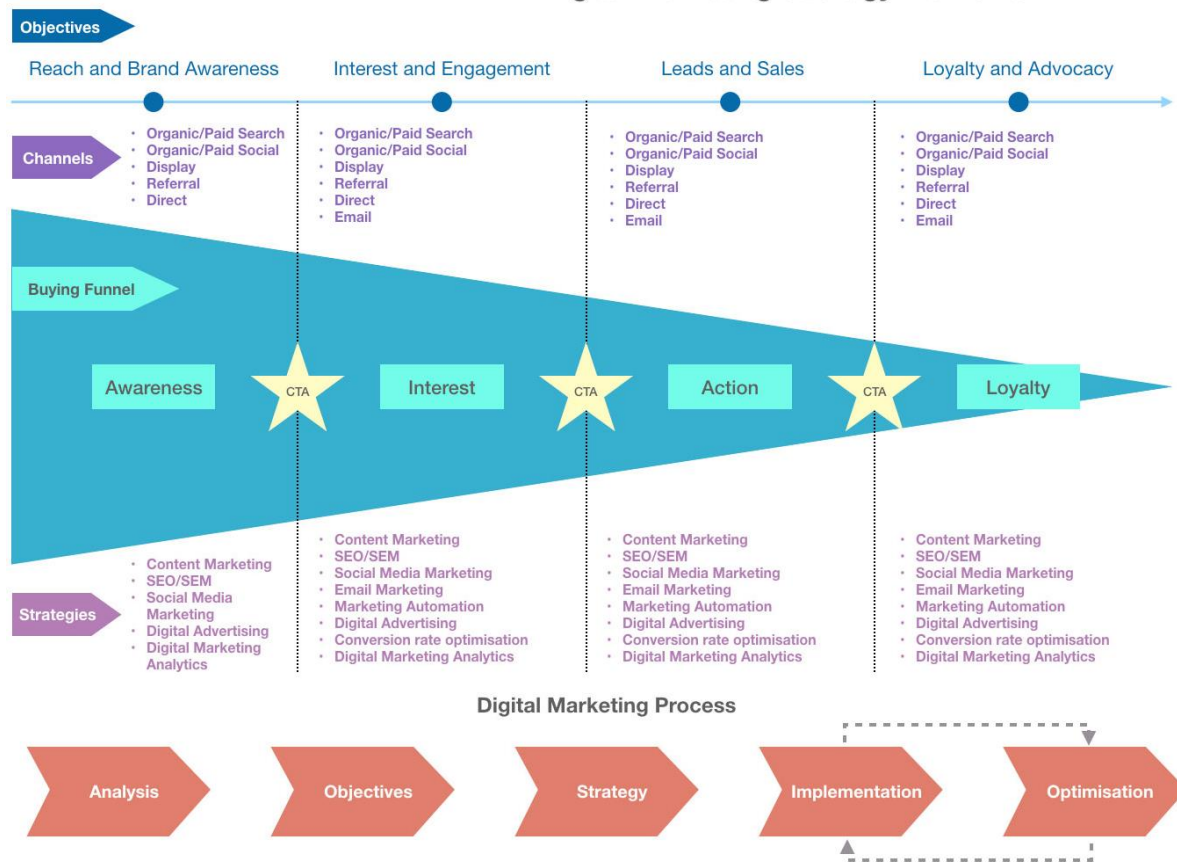 Objectives
Reach and Brand Awareness
Interest and Engagement
Leads and Sales
Loyalty and Advocacy
Channels
• Organic/Paid Search
• Organic/Paid Social
• Display
• Referral
• Direct
• Organic/Paid Search
• Organic/Paid Social
• Display
• Referral
• Direct
• Email
• Organic/Paid Search
• Organic/Paid Social
• Display
• Referral
• Direct
• Email
• Organic/Paid Search
• Organic/Paid Social
• Display
• Referral
• Direct
• Email
Buying Funnel
Awareness
CTA
Interest
CTA
Action
CTA
Loyalty
Strategies
• Content Marketing
• SEO/SEM
• Social Media
Marketing
• Digital Advertising
• Digital Marketing
Analytics
• Content Marketing
• SEO/SEM
• Social Media Marketing
• Email Marketing
• Marketing Automation
• Digital Advertising
• Conversion rate optimisation
• Digital Marketing Analytics
• Content Marketing
• SEO/SEM
• Social Media Marketing
• Email Marketing
• Marketing Automation
• Digital Advertising
• Conversion rate optimisation
• Digital Marketing Analytics
• Content Marketing
• SEO/SEM
• Social Media Marketing
• Email Marketing
• Marketing Automation
• Digital Advertising
• Conversion rate optimisation
• Digital Marketing Analytics
Digital Marketing Process
Analysis
Objectives
Strategy
Implementation
Optimisation